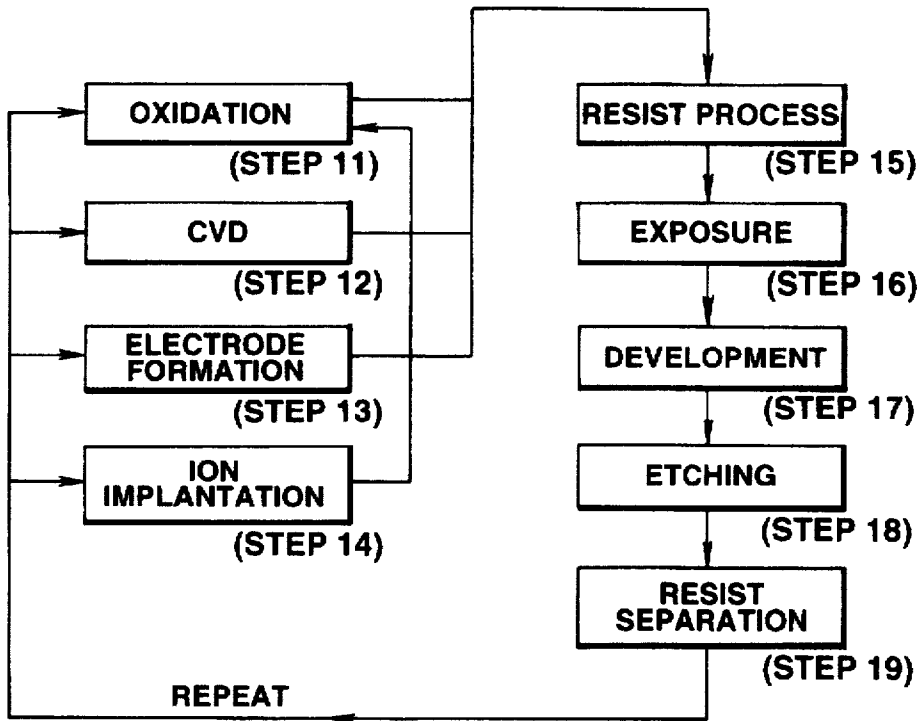 OXIDATION
(STEP 11)
CVD
(STEP 12)
ELECTRODE
FORMATION
(STEP 13)
ION
IMPLANTATION
(STEP 14)
RESIST PROCESS
(STEP 15)
EXPOSURE
(STEP 16)
DEVELOPMENT
(STEP 17)
ETCHING
(STEP 18)
RESIST
SEPARATION
(STEP 19)
REPEAT